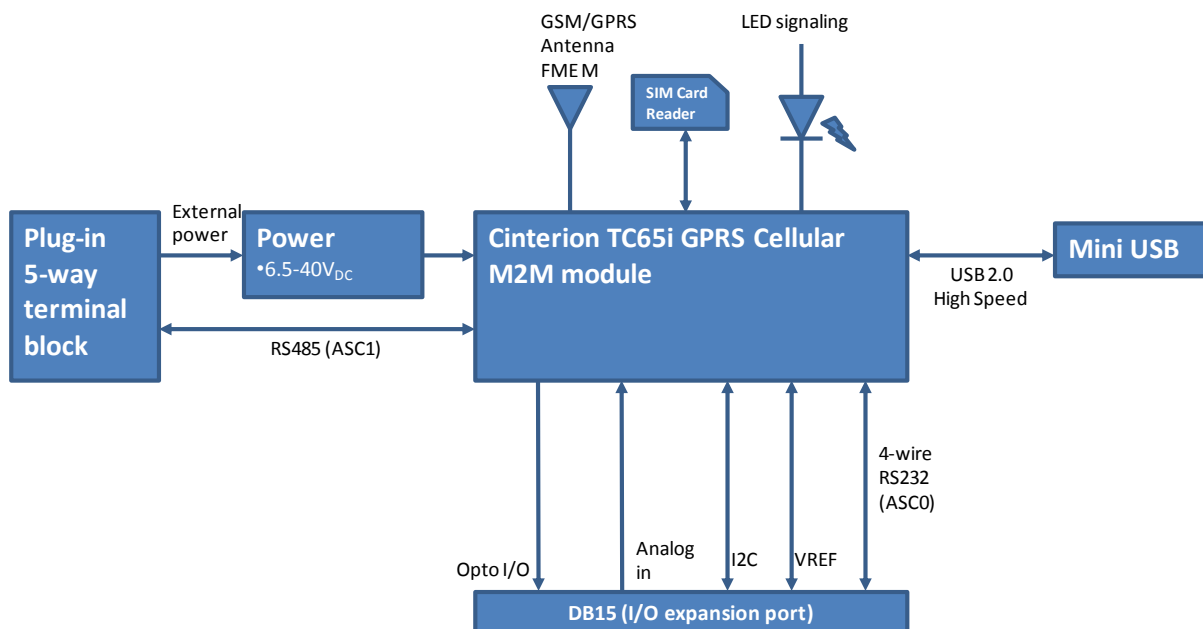 GSM/GPRS
Antenna
FME M
LED signaling
SIM Card
Reader
Plug-in
5-way
terminal
block
External
power
Power
•6.5-40VDC
Cinterion TC65i GPRS Cellular
M2M module
Mini USB
USB 2.0
High Speed
RS485 (ASC1)
4-wire
RS232
(ASC0)
Opto I/O
Analog
in
I2C
VREF
DB15 (I/O expansion port)